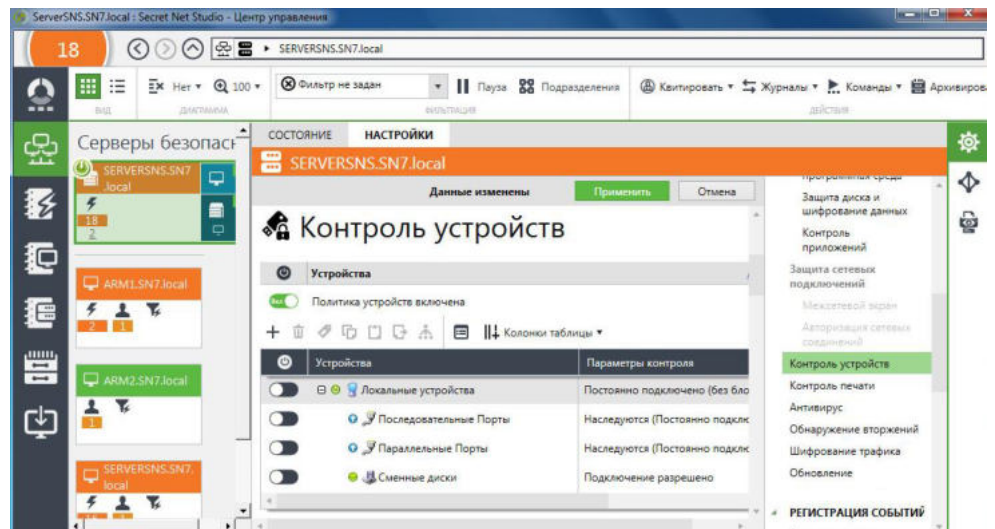 ServerSNS.SN7.local : Secret Net Studio - Центр управления
18
SERVERSNS.SN7.local
Нет
100
Фильтр не задан
Пауза
Подразделения
Квитировать
Журналы
Команды
Архивирова
ВИД
ДИАГРАММА
ФИЛЬТРАЦИЯ
ДЕЙСТВИЯ
Серверы безопасн
SERVERSNS.SN7
.local
18
2
ARM1.SN7.local
2
1
ARM2.SN7.local
1
SERVERSNS.SN7.
local
СОСТОЯНИЕ
НАСТРОЙКИ
SERVERSNS.SN7.local
Данные изменены
Применить
Отмена
Контроль устройств
Устройства
Вкл
Политика устройств включена
Колонки таблицы
Устройства
Параметры контроля
Локальные устройства
Постоянно подключено (без бло
Последовательные Порты
Наследуются (Постоянно подклю
Параллельные Порты
Наследуются (Постоянно подклю
Сменные диски
Подключение разрешено
программная среда
Защита диска и
шифрование данных
Контроль
приложений
Защита сетевых
подключений
Межсетевой экран
Авторизация сетевых
соединений
Контроль устройств
Контроль печати
Антивирус
Обнаружение вторжений
Шифрование трафика
Обновление
РЕГИСТРАЦИЯ СОБЫТИЙ